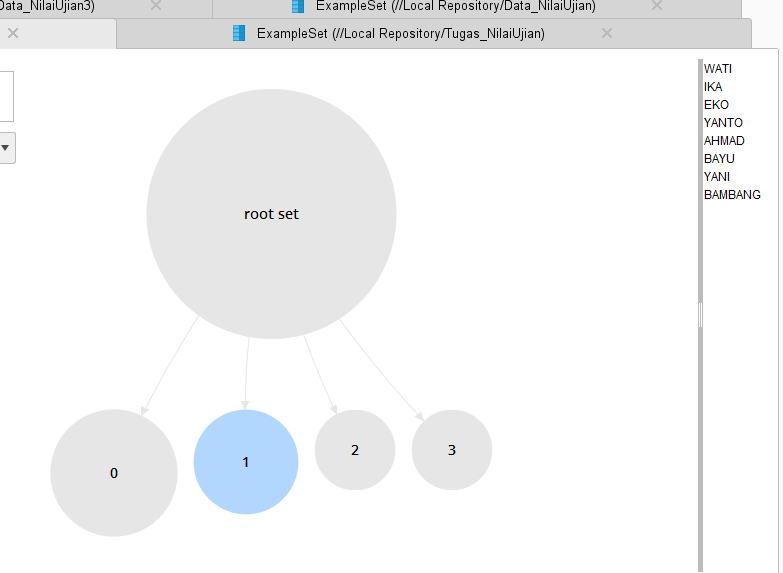 Data_NilaiUjian3)
ExampleSet (//Local Repository/Data_NilaiUjian)
ExampleSet (//Local Repository/Tugas_NilaiUjian)
root set
0
1
2
3
WATI
IKA
EKO
YANTO
AHMAD
BAYU
YANI
BAMBANG